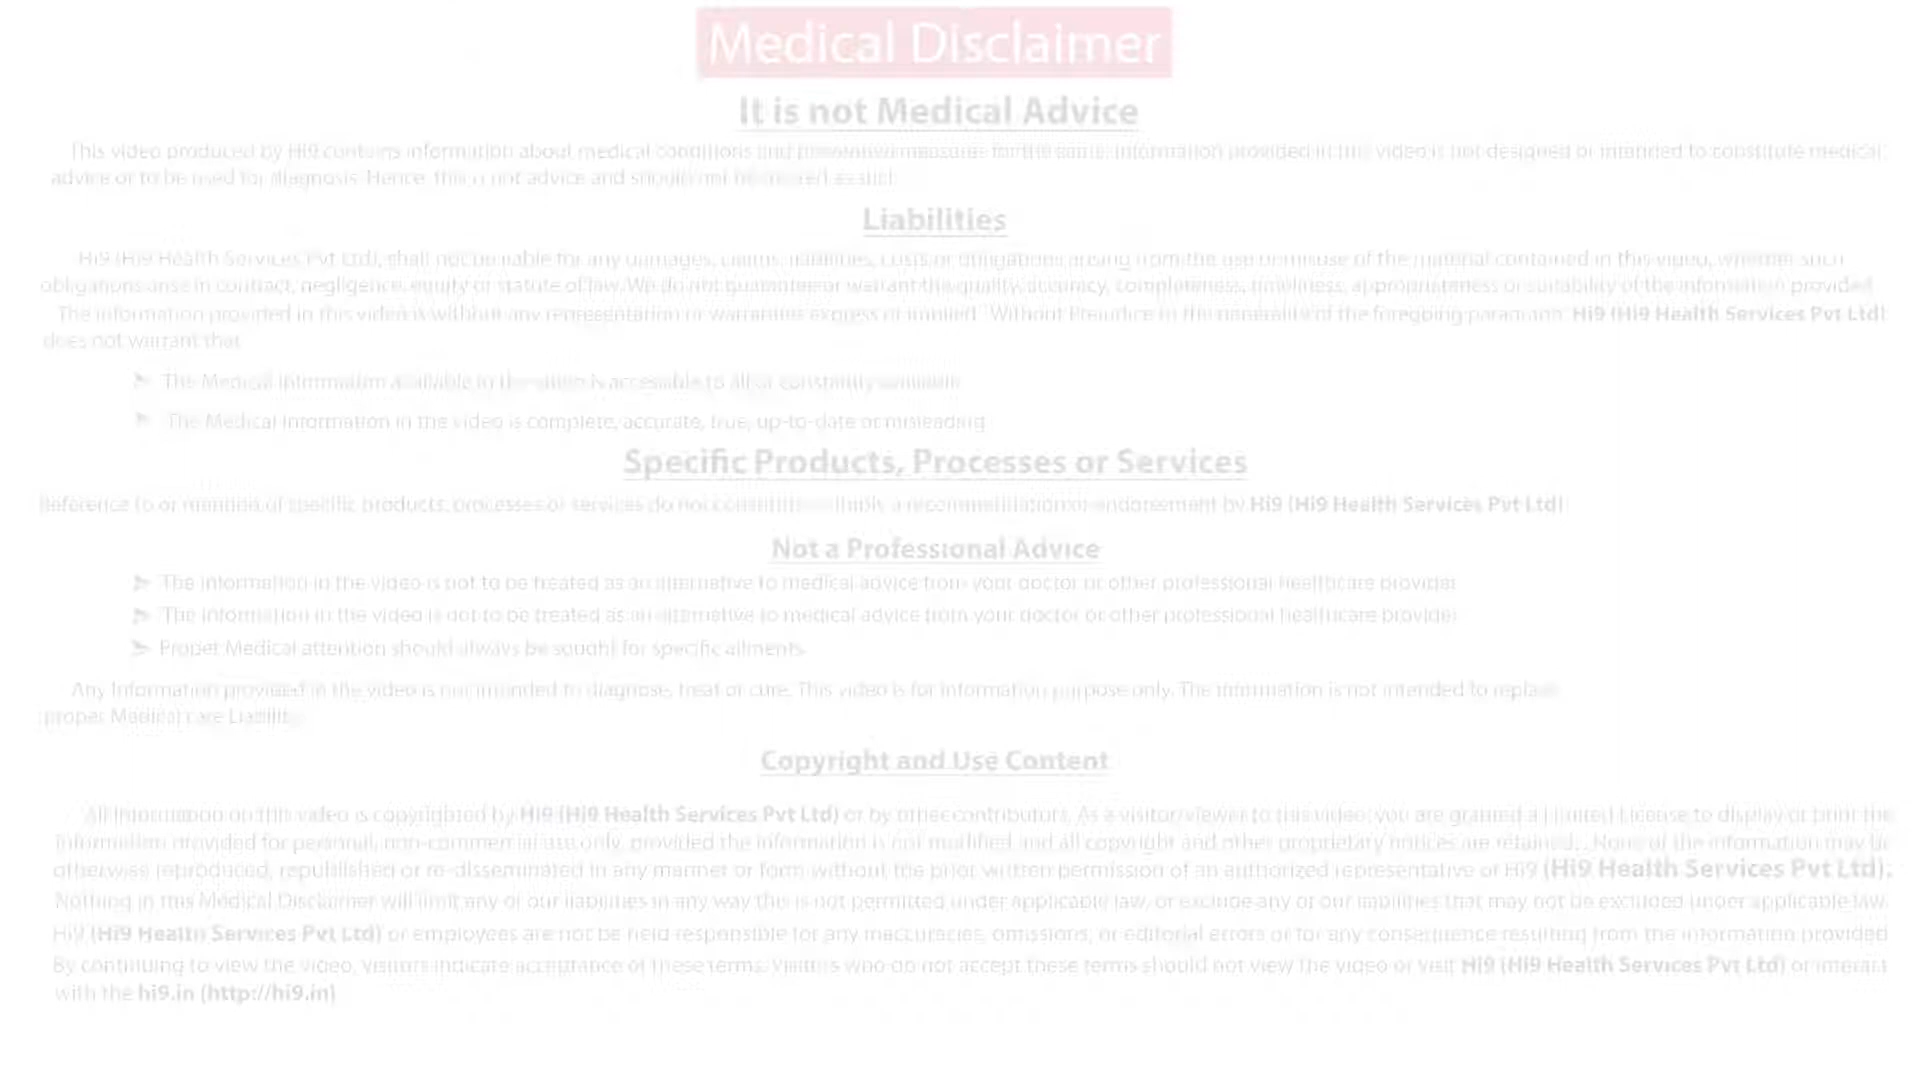 Medical Disclaimer
It is not Medical Advice
This video produced by Hi9 contains information about medical conditions and preventive measures for the same. Information provided in this video is not designed or intended to constitute medical
advice or to be used for diagnosis. Hence, this is not advice and should not be
Liabilities
Hi9 (Hi9 Health Services Pvt Ltd), shall not be liable for any damages, claims, liabilities, costs or obligations arising from the use or misuse of the material contained in this video, whether such
obligations arise in contract, negligence, equity or statute of law. We do not guarantee or warrant the quality, accuracy, completeness, timeliness, appropriateness or suitability of the information provided
The information provided in this video is without any representation or warranties express or implied. Without Prejudice to the generality of the foregoing paragraph, Hi9 (Hi9 Health Services Pvt Ltd)
does not warrant that
➢ The Medical Information available in the video is accessible to all or constantly available
➢ The Medical Information in the video is complete, accurate, true, up-to-date or misleading
Specific Products, Processes or Services
Reference to or mention of specific products, processes or services do not constitute or imply a recommendation or endorsement by Hi9 (Hi9 Health Services Pvt Ltd)
Not a Professional Advice
➢ The information in the video is not to be treated as an alternative to medical advice from your doctor or other professional healthcare provider
➢ The information in the video is not to be treated as an alternative to medical advice from your doctor or other professional healthcare provider
➢ Proper Medical attention should always be sought for specific ailments
Any Information provided in the video is not intended to diagnose, treat or cure. This video is for information purpose only. The information is not intended to replace
proper Medical care Liability
Copyright and Use Content
All Information on this video is copyrighted by Hi9 (Hi9 Health Services Pvt Ltd) or by other contributors. As a visitor/viewer to this video, you are granted a Limited License to display or print the
information provided for personal, non-commercial use only, provided the information is not modified and all copyright and other proprietary notices are retained. None of the information may be
otherwise reproduced, republished or re-disseminated in any manner or form without the prior written permission of an authorized representative of Hi9 (Hi9 Health Services Pvt Ltd).
Nothing in this Medical Disclaimer will limit any of our liabilities in any way the is not permitted under applicable law, or exclude any of our liabilities that may not be excluded under applicable law.
Hi9 (Hi9 Health Services Pvt Ltd) or employees are not be held responsible for any inaccuracies, omissions, or editorial errors or for any consequence resulting from the information provided
By continuing to view the video, visitors indicate acceptance of these terms. Visitors who do not accept these terms should not view the video or visit Hi9 (Hi9 Health Services Pvt Ltd) or interact
with the hi9.in (http://hi9.in)